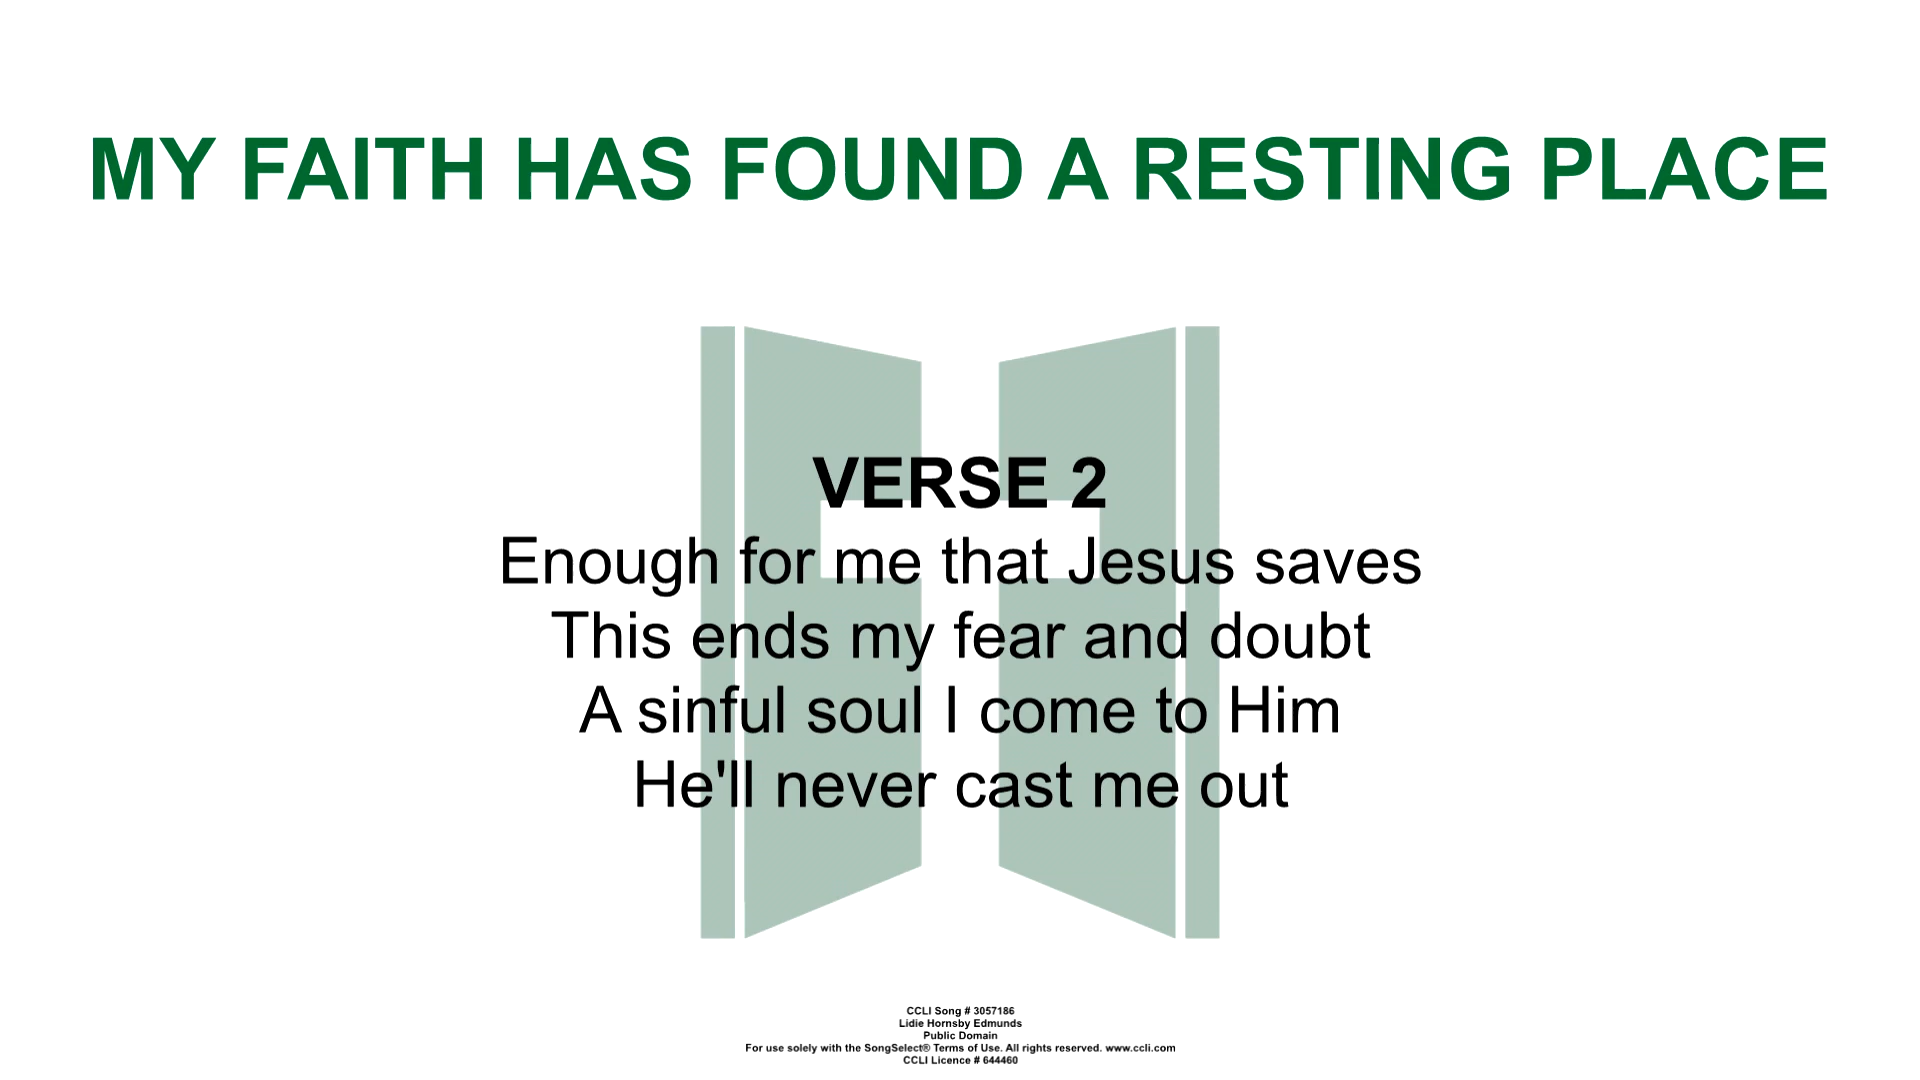 MY FAITH HAS FOUND A RESTING PLACE
VERSE 2
Enough for me that Jesus saves
This ends my fear and doubt
A sinful soul I come to Him
He'll never cast me out
CCLI Song # 3057186
Lidie Hornsby Edmunds
Public Domain
For use solely with the SongSelect® Terms of Use. All rights reserved. www.ccli.com
CCLI Licence # 644460